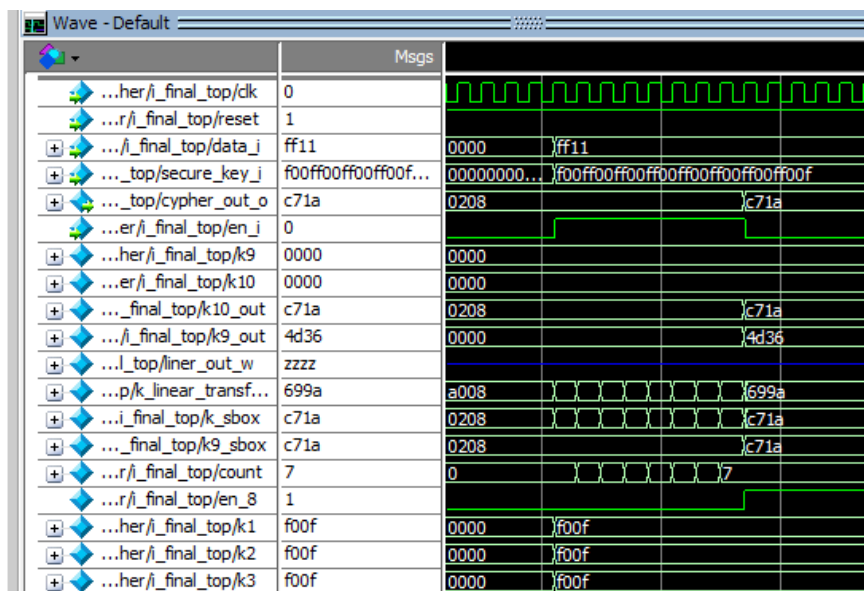 Wave - Default
Msgs
...her/i_final_top/clk 0
...r/i_final_top/reset 1
.../i_final_top/data_i ff11 0000 ff11
..._top/secure_key_i f00ff00ff00ff00f... 00000000... f00ff00ff00ff00ff00ff00ff00ff00f
..._top/cypher_out_o c71a 0208 c71a
...er/i_final_top/en_i 0
...her/i_final_top/k9 0000 0000
...er/i_final_top/k10 0000 0000
..._final_top/k10_out c71a 0208 c71a
.../i_final_top/k9_out 4d36 0000 4d36
...l_top/liner_out_w zzzz
...p/k_linear_transf... 699a a008 699a
...i_final_top/k_sbox c71a 0208 c71a
..._final_top/k9_sbox c71a 0208 c71a
...r/i_final_top/count 7 0 7
...r/i_final_top/en_8 1
...her/i_final_top/k1 f00f 0000 f00f
...her/i_final_top/k2 f00f 0000 f00f
...her/i_final_top/k3 f00f 0000 f00f